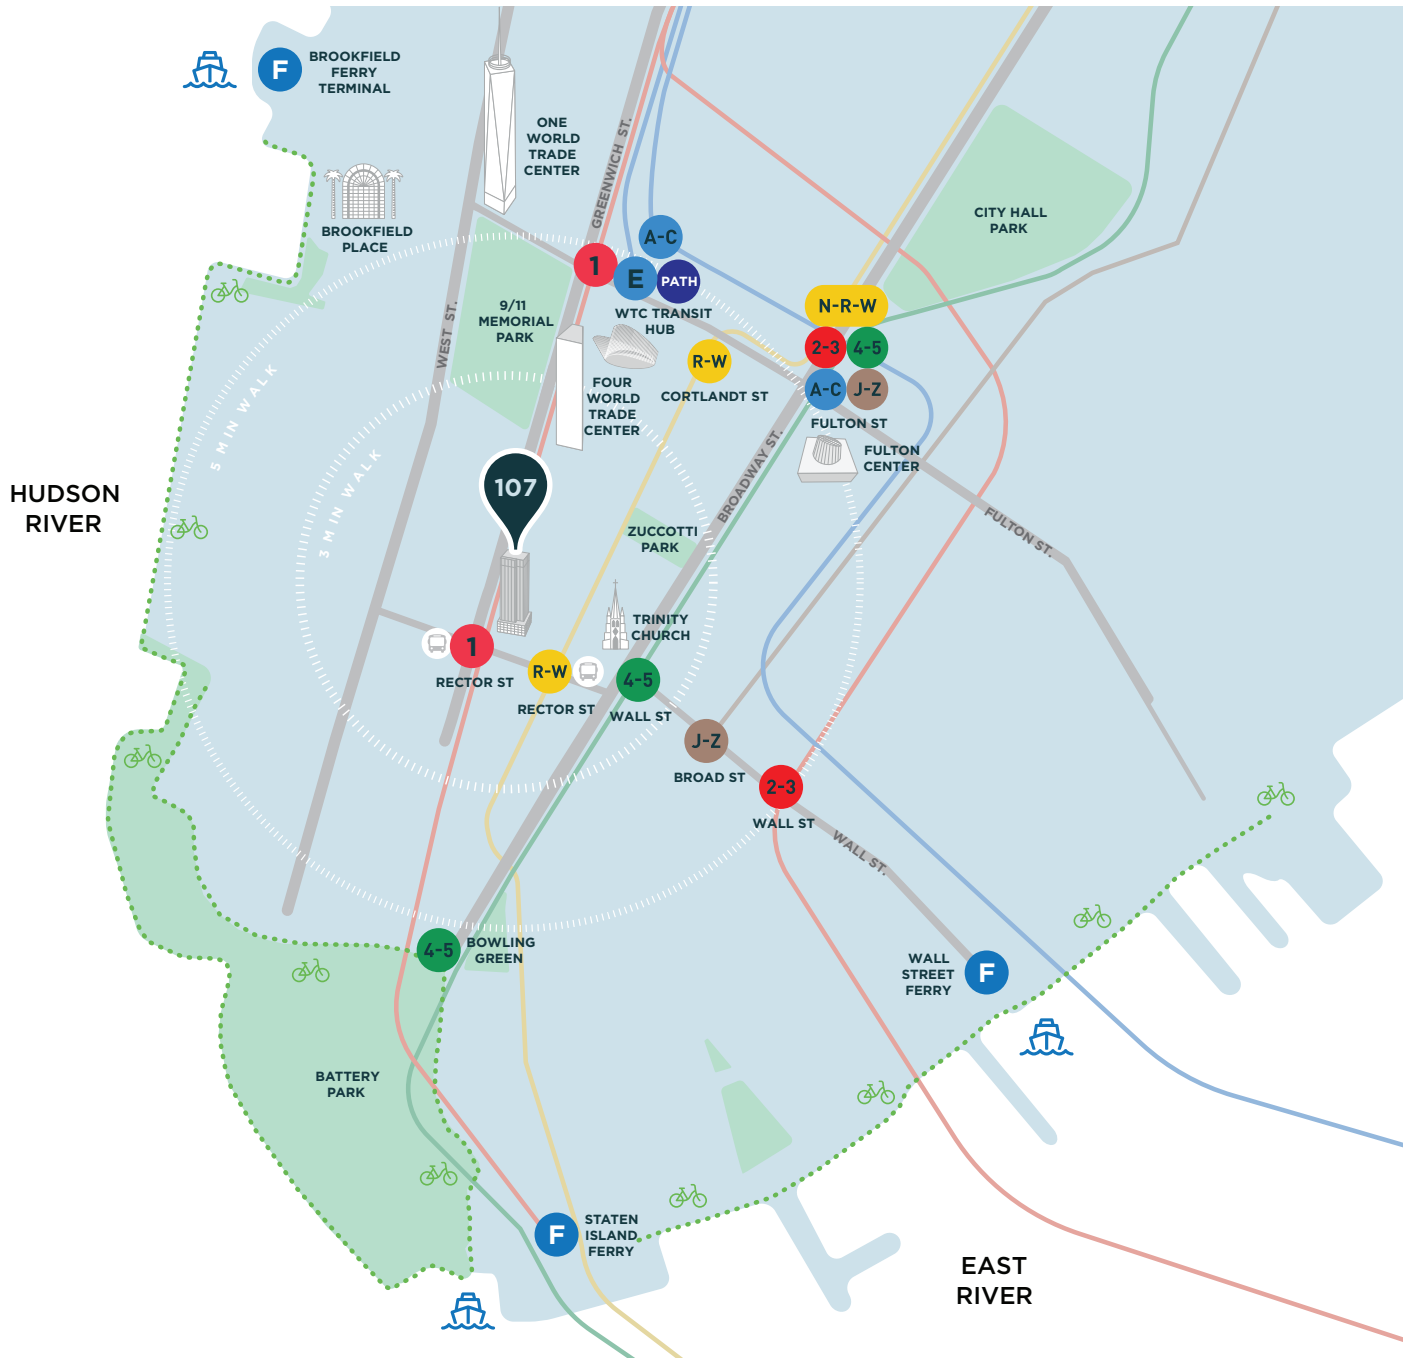 F
BROOKFIELD
FERRY
TERMINAL
ONE
WORLD
TRADE
CENTER
GREENWICH ST.
BROOKFIELD
PLACE
CITY HALL
PARK
A-C
1
E
PATH
WTC TRANSIT
HUB
9/11
MEMORIAL
PARK
WEST ST.
N-R-W
2-3
4-5
A-C
J-Z
FULTON ST
R-W
CORTLANDT ST
FOUR
WORLD
TRADE
CENTER
5 MIN WALK
3 MIN WALK
BROADWAY ST.
FULTON
CENTER
HUDSON
RIVER
107
FULTON ST.
ZUCCOTTI
PARK
TRINITY
CHURCH
1
RECTOR ST
R-W
RECTOR ST
4-5
WALL ST
J-Z
BROAD ST
2-3
WALL ST
WALL ST.
4-5
BOWLING
GREEN
WALL
STREET
FERRY
F
BATTERY
PARK
F
STATEN
ISLAND
FERRY
EAST
RIVER